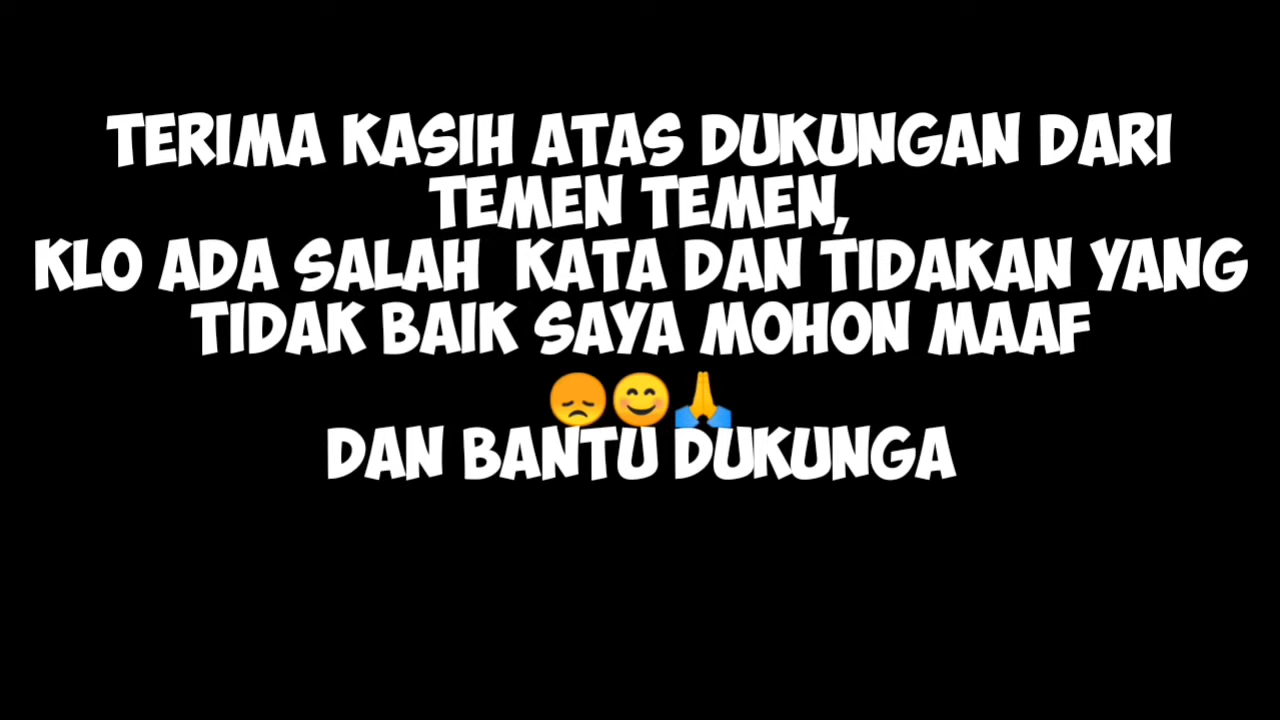 TERIMA KASIH ATAS DUKUNGAN DARI
TEMEN TEMEN,
KLO ADA SALAH KATA DAN TIDAKAN YANG
TIDAK BAIK SAYA MOHON MAAF
😞😊🙏
DAN BANTU DUKUNGA